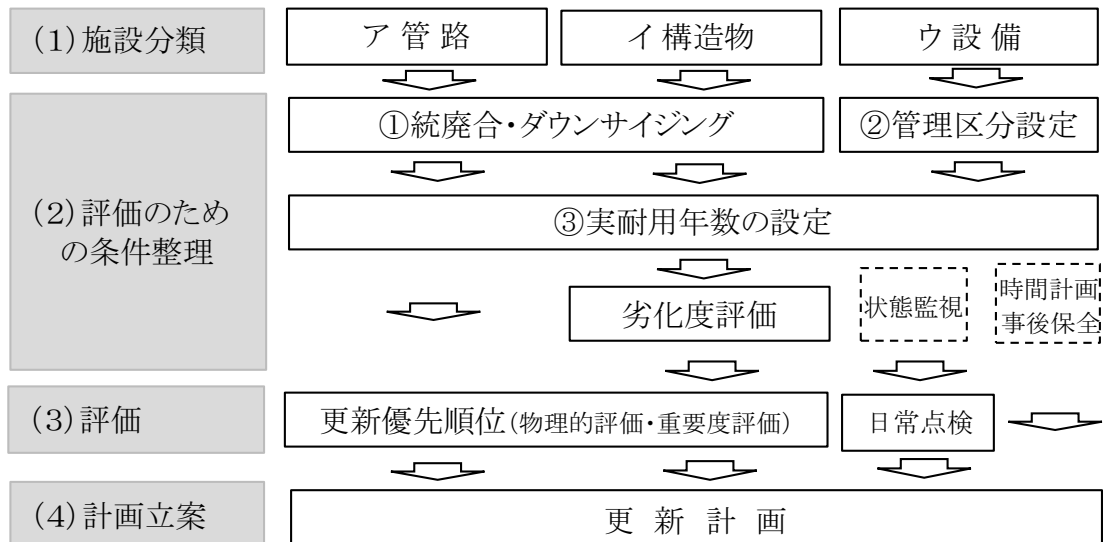 (1)施設分類
ア 管 路
イ 構造物
ウ 設 備
(2)評価のため
の条件整理
①統廃合・ダウンサイジング
②管理区分設定
③実耐用年数の設定
劣化度評価
状態監視
時間計画
事後保全
(3)評価
更新優先順位(物理的評価・重要度評価)
日常点検
(4)計画立案
更 新 計 画